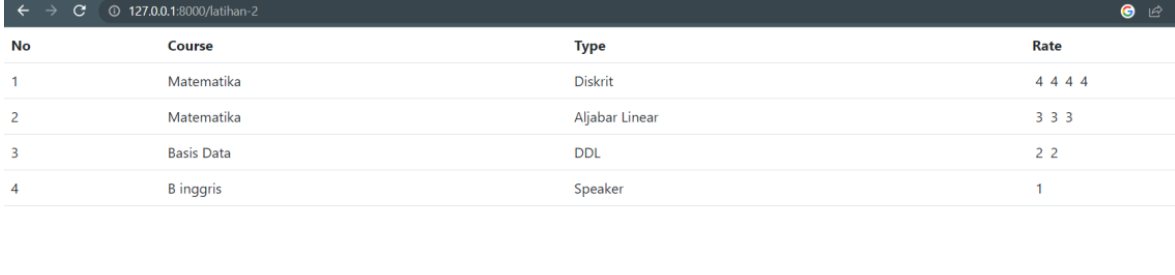 127.0.0.1:8000/latihan-2
No Course Type Rate
1 Matematika Diskrit 4 4 4 4
2 Matematika Aljabar Linear 3 3 3
3 Basis Data DDL 2 2
4 B inggris Speaker 1